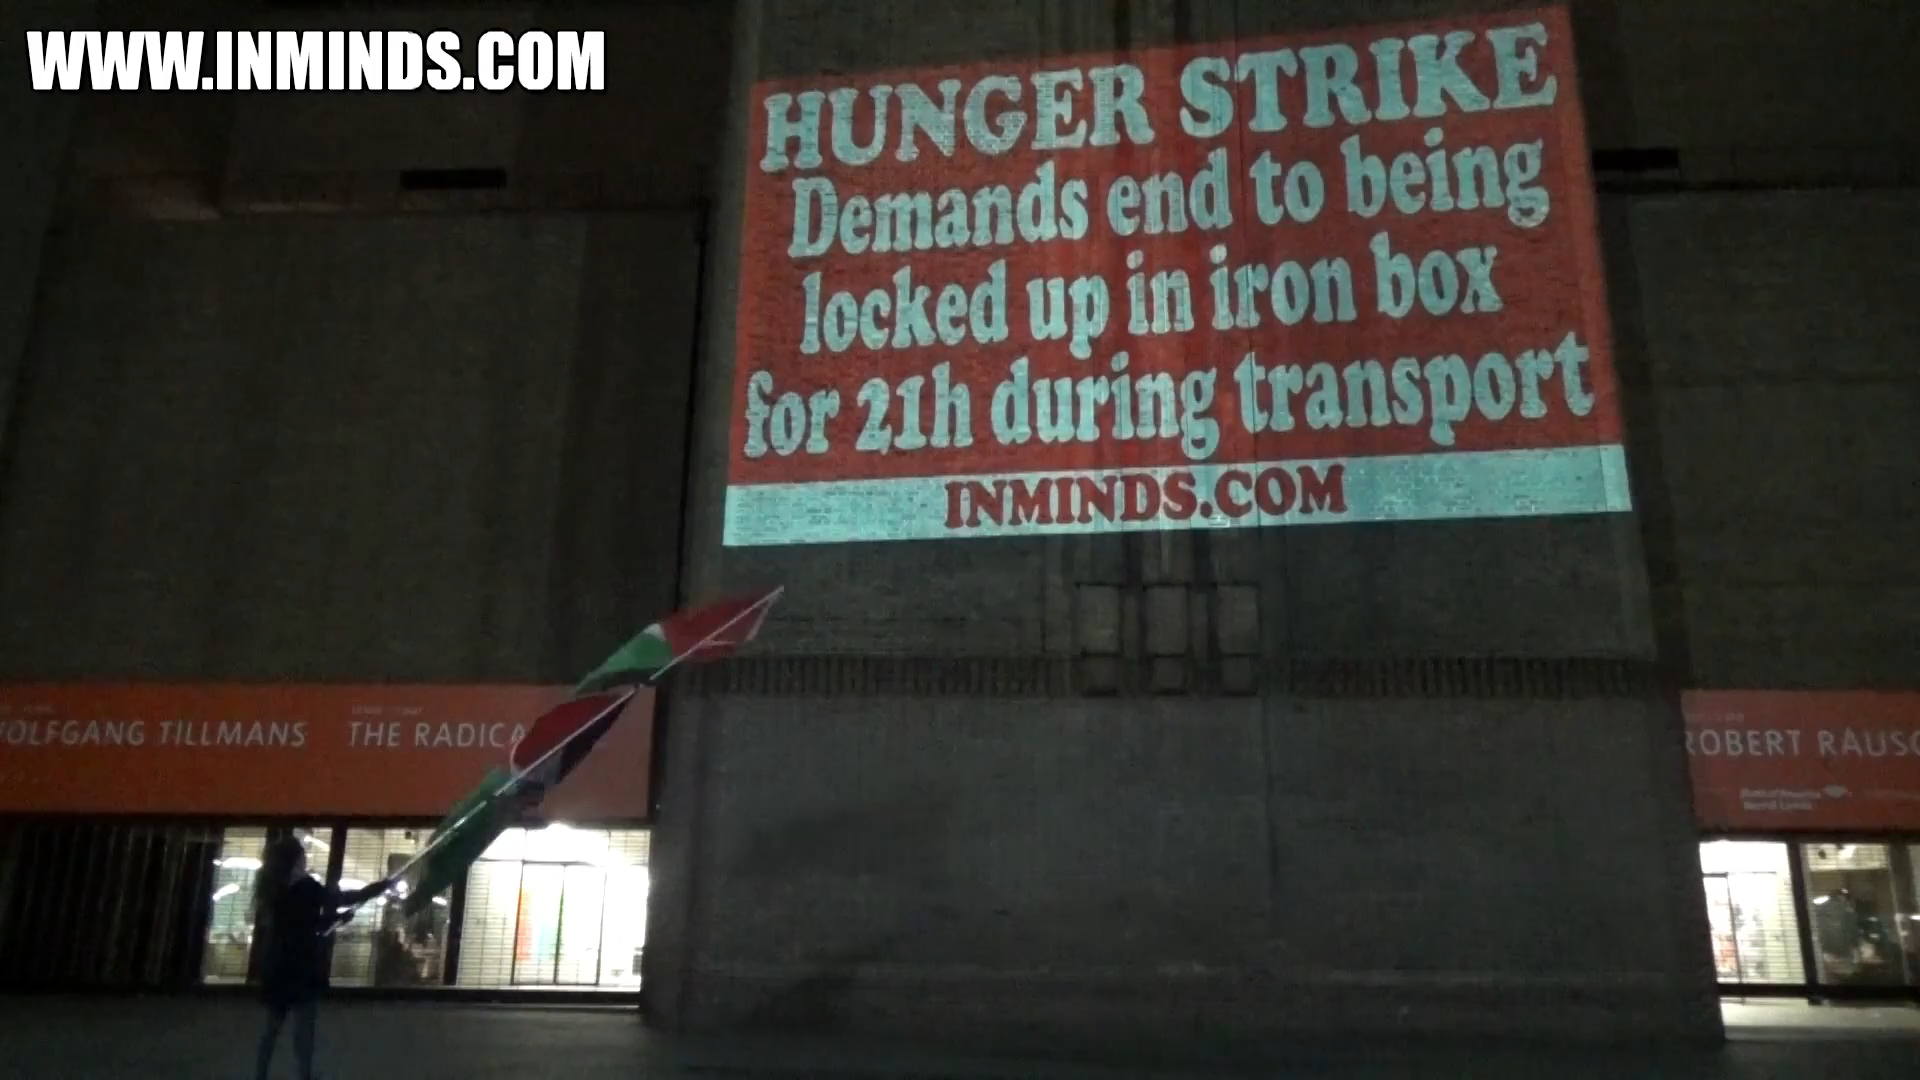 WWW.INMINDS.COM
HUNGER STRIKE
Demands end to being
locked up in iron box
for 21h during transport
INMINDS.COM
WOLFGANG TILLMANS
THE RADICA
ROBERT RAUSC